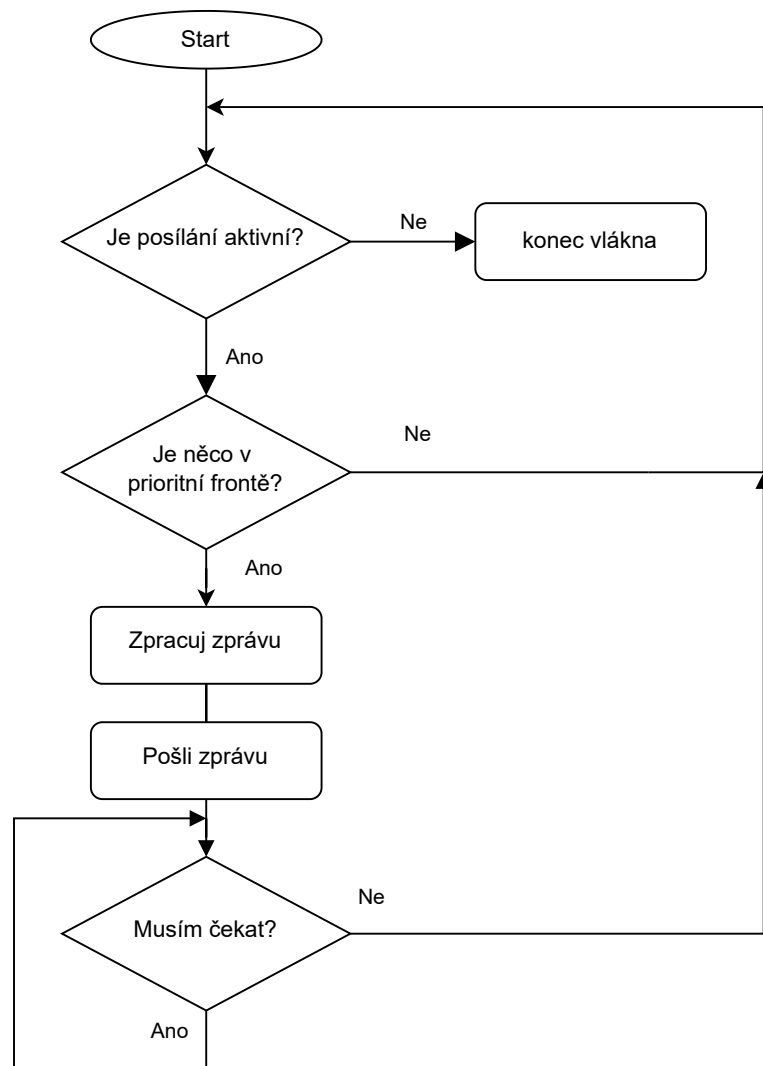 Start
Je posílání aktivní?
Ne
konec vlákna
Ano
Je něco v
prioritní frontě?
Ne
Ano
Zpracuj zprávu
Pošli zprávu
Musím čekat?
Ne
Ano